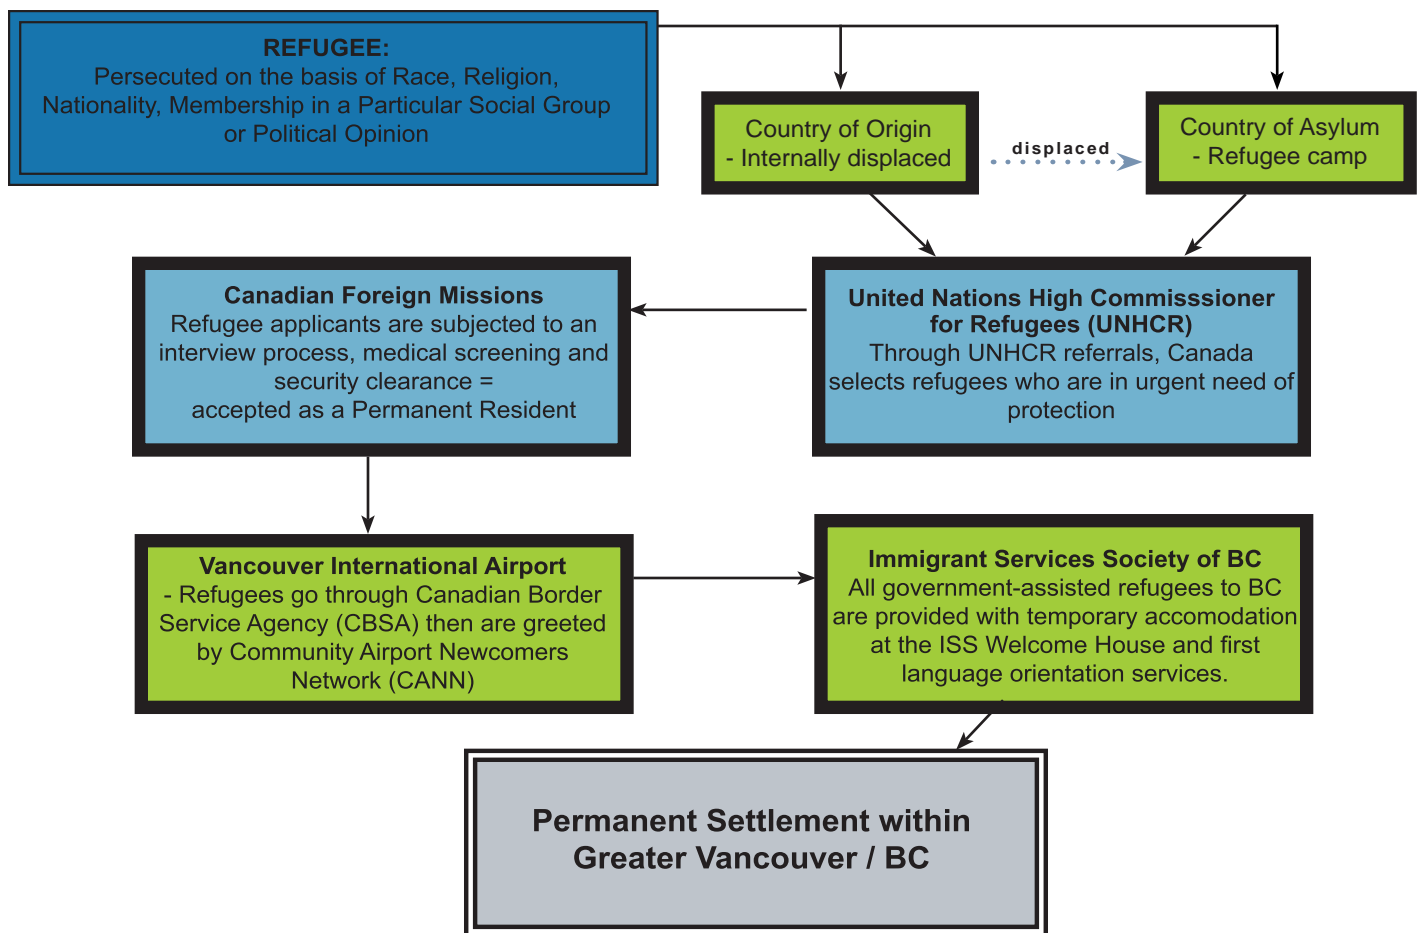 REFUGEE:
Persecuted on the basis of Race, Religion,
Nationality, Membership in a Particular Social Group
or Political Opinion
Country of Origin
- Internally displaced
displaced
Country of Asylum
- Refugee camp
Canadian Foreign Missions
Refugee applicants are subjected to an
interview process, medical screening and
security clearance =
accepted as a Permanent Resident
United Nations High Commisssioner
for Refugees (UNHCR)
Through UNHCR referrals, Canada
selects refugees who are in urgent need of
protection
Vancouver International Airport
- Refugees go through Canadian Border
Service Agency (CBSA) then are greeted
by Community Airport Newcomers
Network (CANN)
Immigrant Services Society of BC
All government-assisted refugees to BC
are provided with temporary accomodation
at the ISS Welcome House and first
language orientation services.
Permanent Settlement within
Greater Vancouver / BC